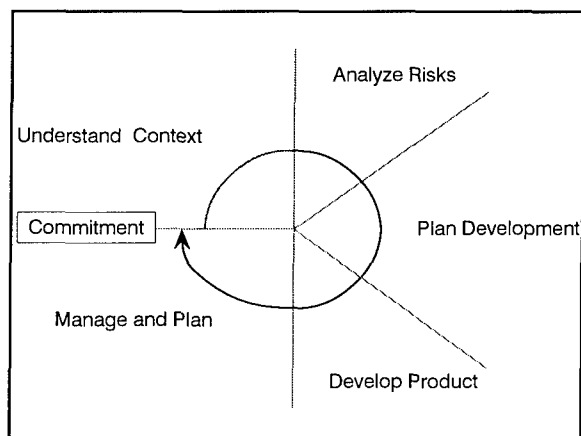 Analyze Risks
Understand Context
Commitment
Plan Development
Manage and Plan
Develop Product